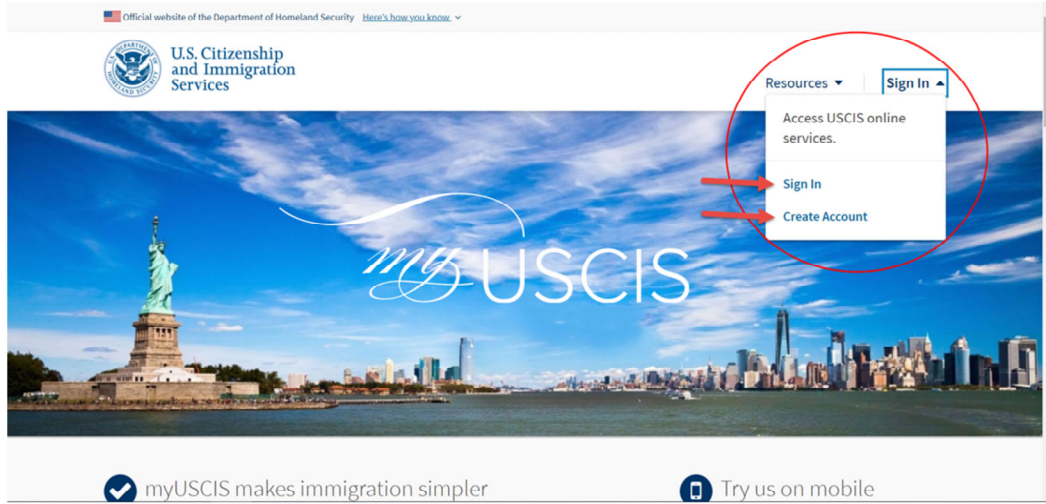 Official website of the Department of Homeland Security Here's how you know
U.S. Citizenship
and Immigration
Services
Resources
Sign In
Access USCIS online
services.
Sign In
Create Account
my USCIS
myUSCIS makes immigration simpler
Try us on mobile